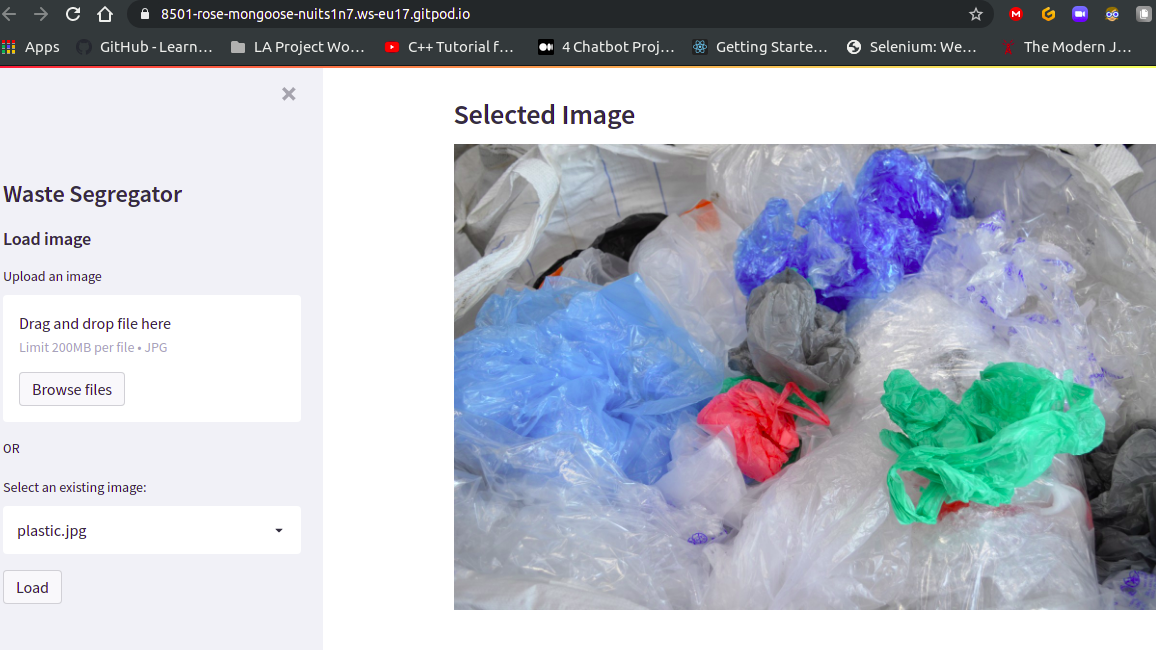 8501-rose-mongoose-nuits1n7.ws-eu17.gitpod.io
Apps GitHub - Learn... LA Project Wo... C++ Tutorial f... 4 Chatbot Proj... Getting Starte... Selenium: We... The Modern J...
×
Waste Segregator
Load image
Upload an image
Drag and drop file here
Limit 200MB per file • JPG
Browse files
OR
Select an existing image:
plastic.jpg
Load
Selected Image